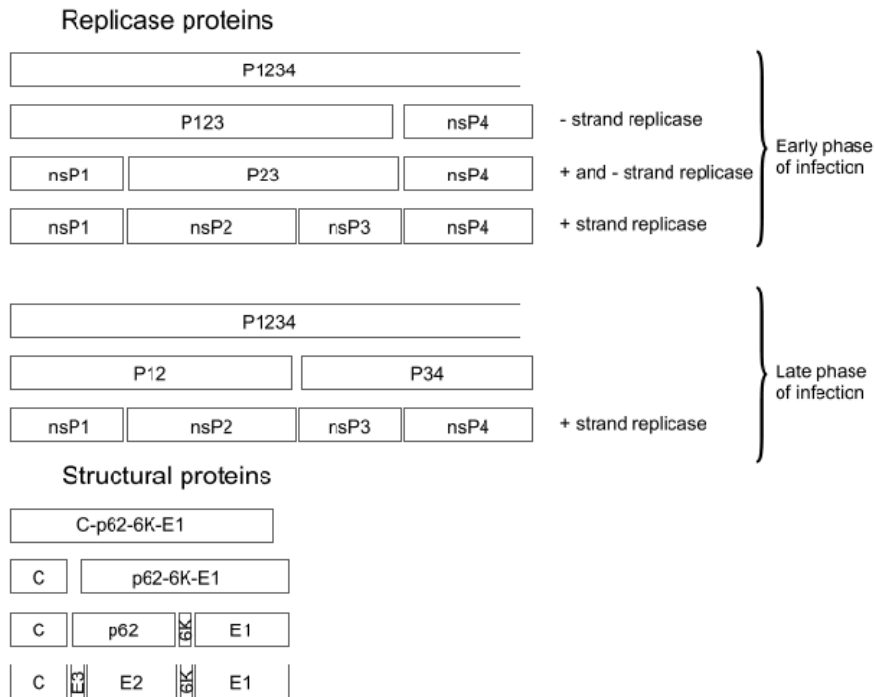 Replicase proteins
P1234
P123 nsP4 - strand replicase
nsP1 P23 nsP4 + and - strand replicase
nsP1 nsP2 nsP3 nsP4 + strand replicase
Early phase
of infection
P1234
P12 P34
nsP1 nsP2 nsP3 nsP4 + strand replicase
Late phase
of infection
Structural proteins
C-p62-6K-E1
C p62-6K-E1
C p62 6K E1
C E3 E2 6K E1